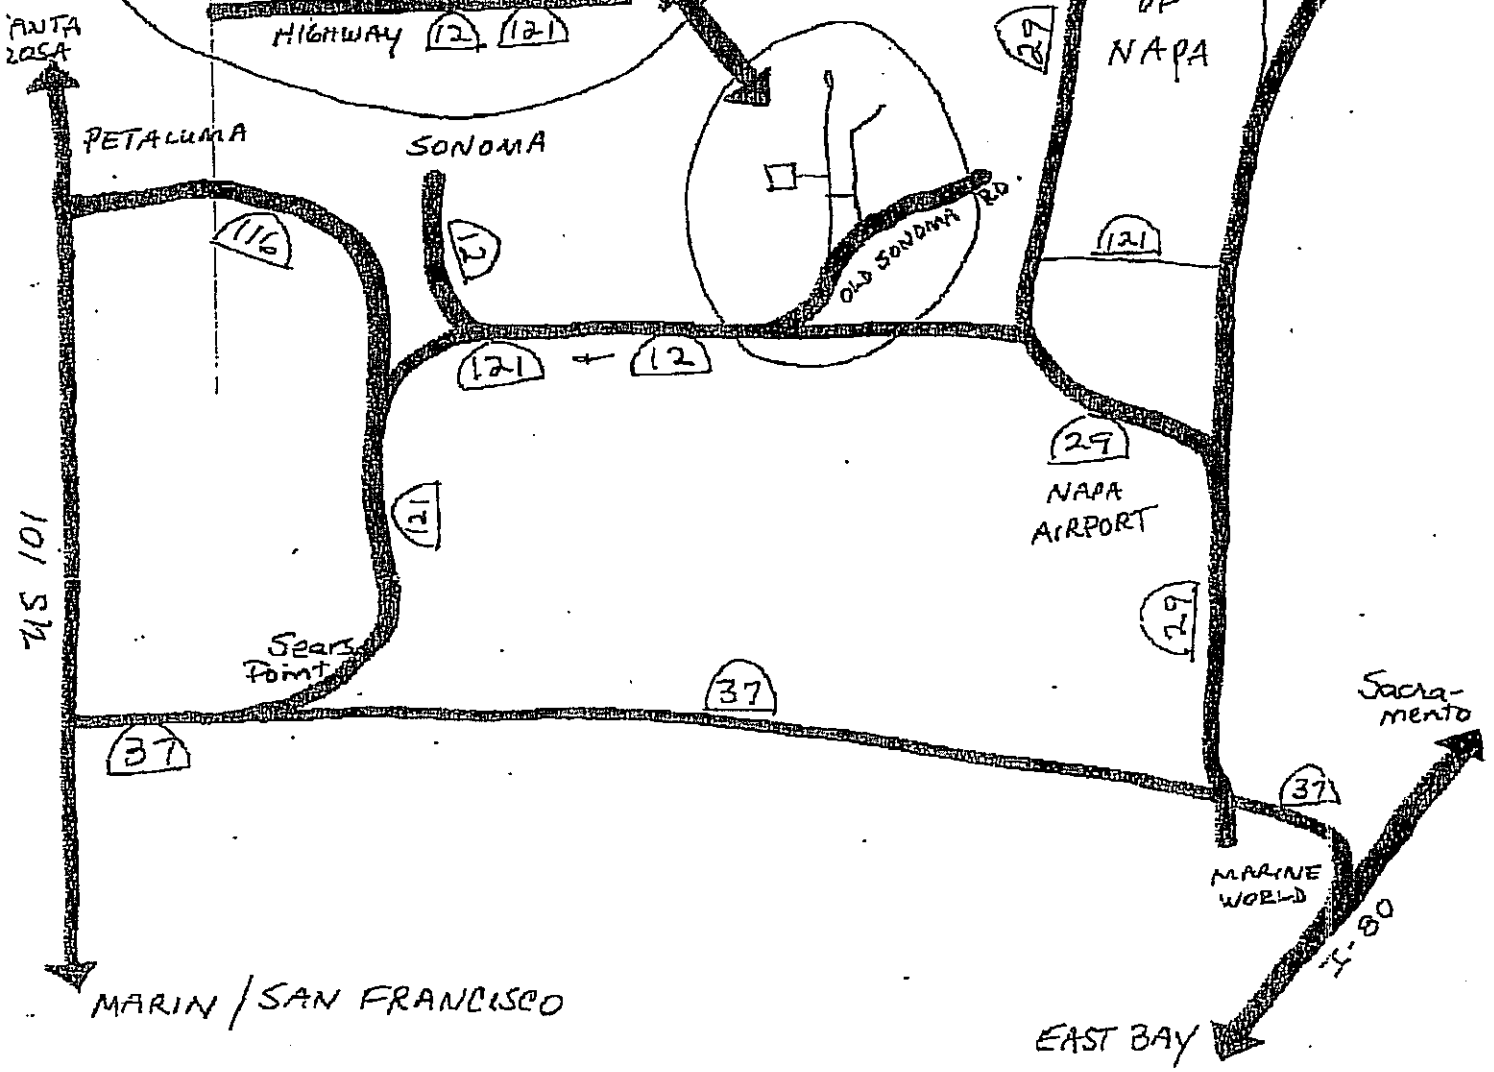 HIGHWAY 12 121
29
NAPA
PETALUMA
SONOMA
116
12
OLD SONOMA RD
121
121 ← 12
29
NAPA
AIRPORT
121
US 101
29
Sears
Point
37
37
Sacra-
mento
37
MARINE
WORLD
I-80
MARIN / SAN FRANCISCO
EAST BAY